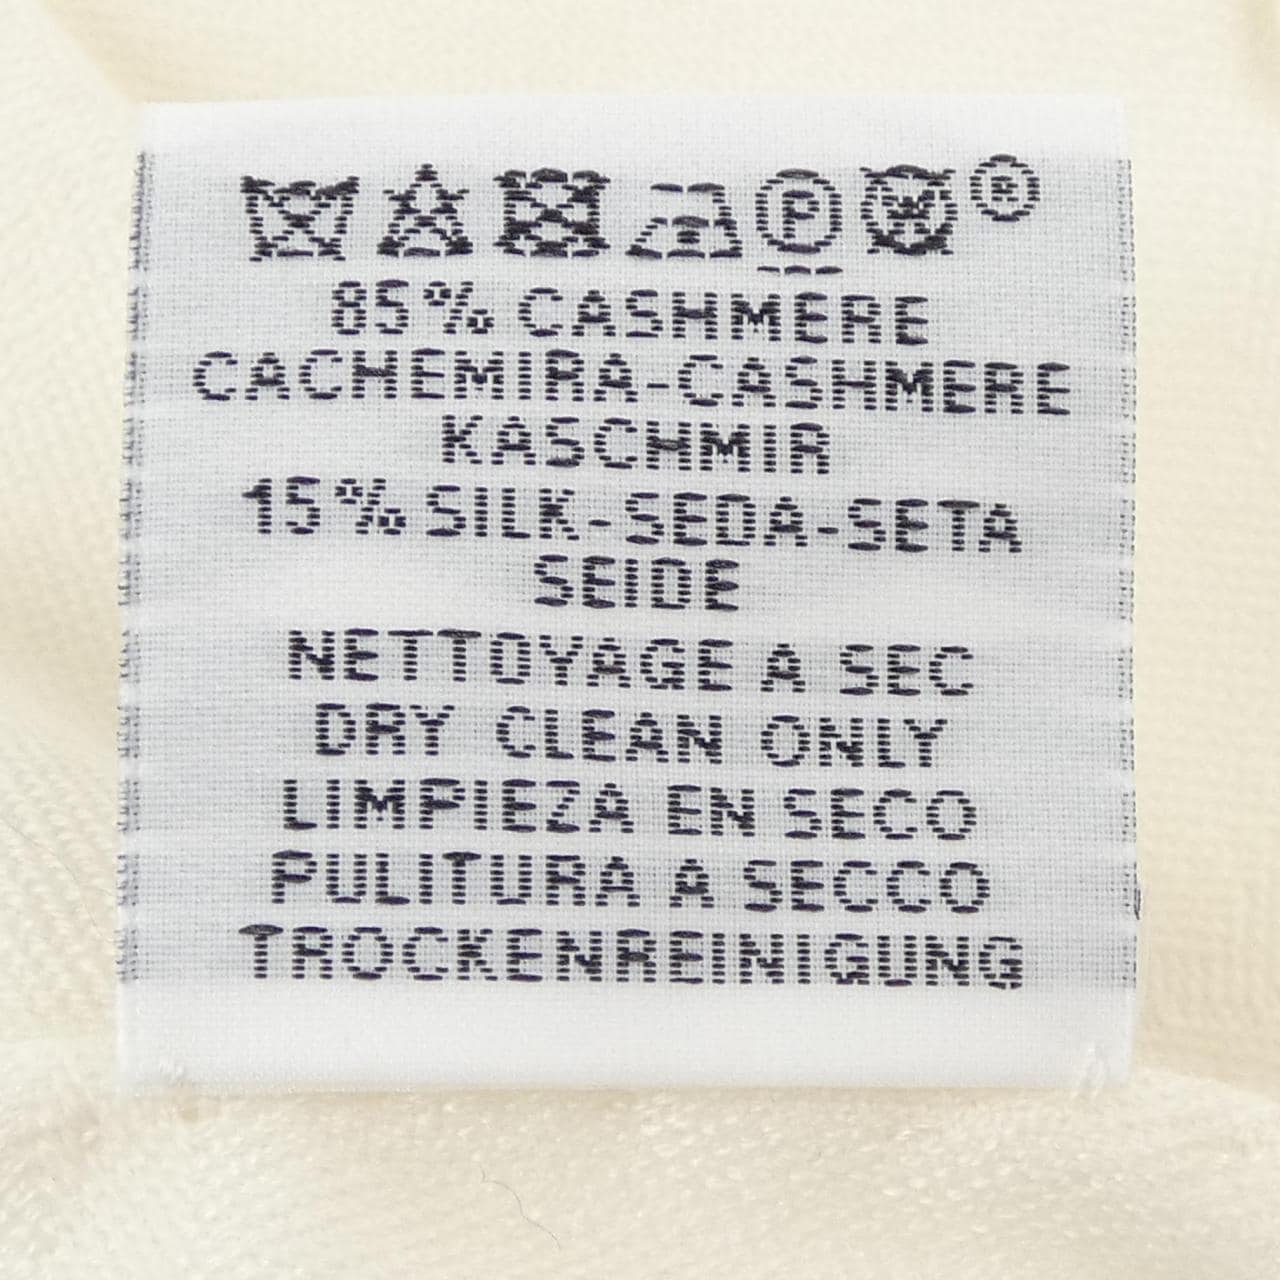 P ®
85% CASHMERE
CACHEMIRA-CASHMERE
KASCHMIR
15% SILK-SEDA-SETA
SEIDE
NETTOYAGE A SEC
DRY CLEAN ONLY
LIMPIEZA EN SECO
PULITURA A SECCO
TROCKENREINIGUNG